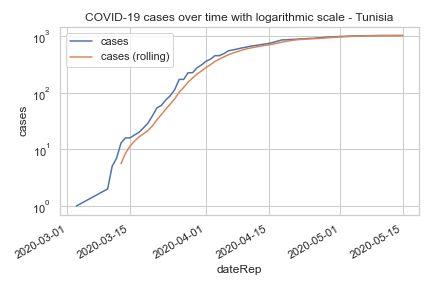 COVID-19 cases over time with logarithmic scale - Tunisia
cases
cases (rolling)
10³
10²
10¹
10⁰
cases
2020-03-01
2020-03-15
2020-04-01
2020-04-15
2020-05-01
2020-05-15
dateRep